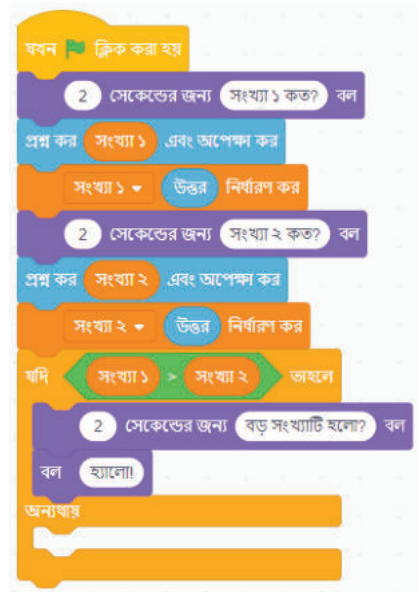 যখন ক্লিক করা হয়
2 সেকেন্ডের জন্য সংখ্যা ১ কত? বল
প্রশ্ন কর সংখ্যা ১ এবং অপেক্ষা কর
সংখ্যা ১ উত্তর নির্ধারণ কর
2 সেকেন্ডের জন্য সংখ্যা ২ কত? বল
প্রশ্ন কর সংখ্যা ২ এবং অপেক্ষা কর
সংখ্যা ২ উত্তর নির্ধারণ কর
যদি সংখ্যা ১ > সংখ্যা ২ তাহলে
2 সেকেন্ডের জন্য বড় সংখ্যাটি হলো? বল
বল হ্যালো!
অন্যথায়